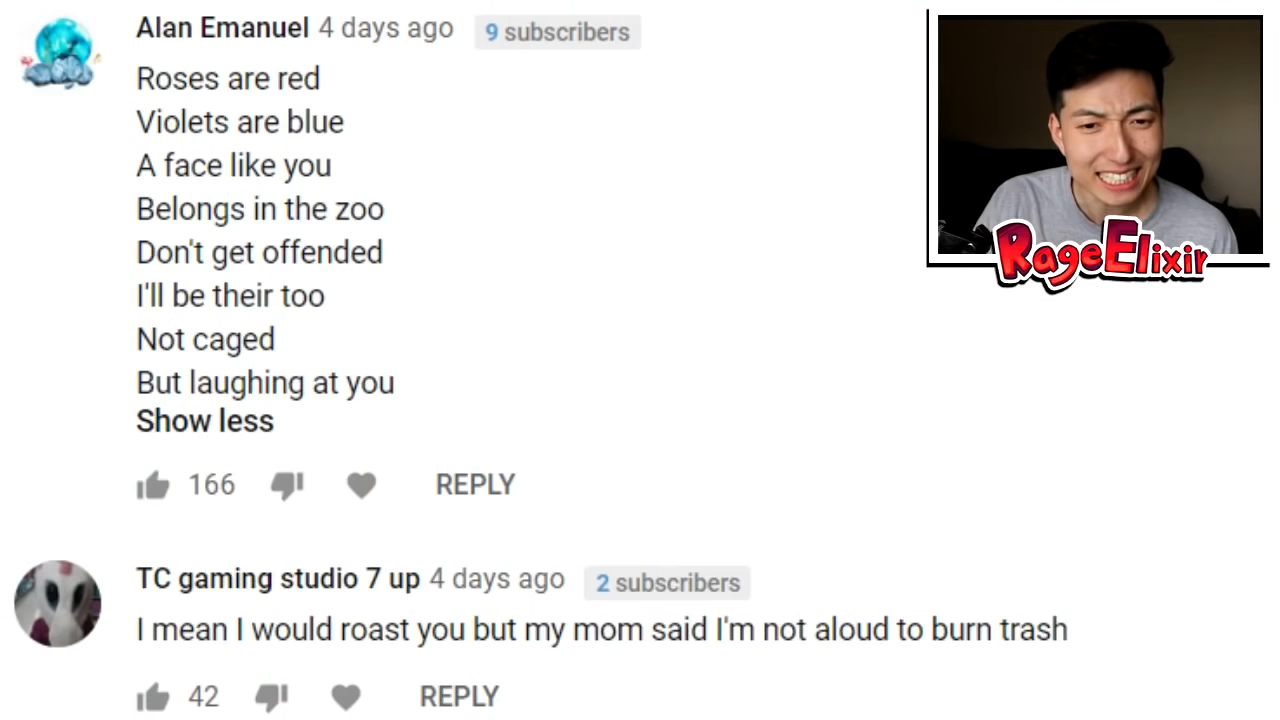 Alan Emanuel 4 days ago 9 subscribers
Roses are red
Violets are blue
A face like you
Belongs in the zoo
Don't get offended
I'll be their too
Not caged
But laughing at you
Show less
166 REPLY
RageElixir
TC gaming studio 7 up 4 days ago 2 subscribers
I mean I would roast you but my mom said I'm not aloud to burn trash
42 REPLY